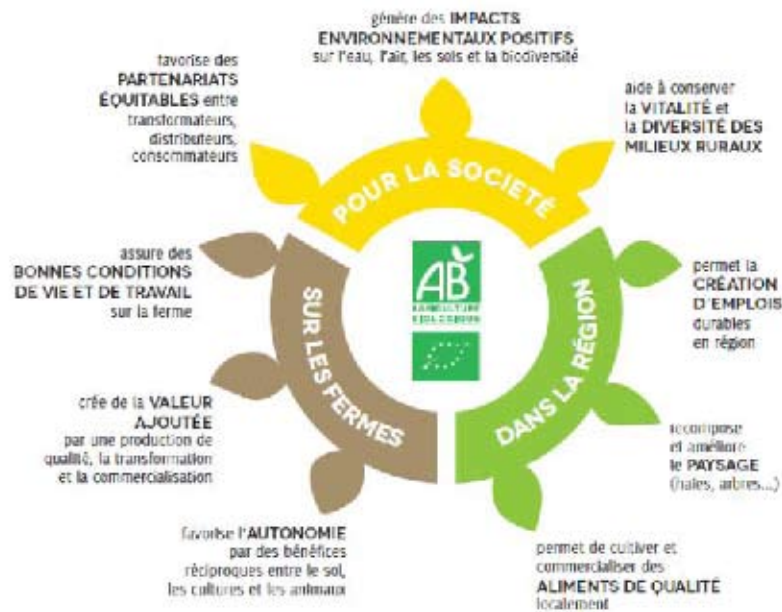 génère des IMPACTS
ENVIRONNEMENTAUX POSITIFS
sur l'eau, l'air, les sols et la biodiversité
favorise des
PARTENARIATS
ÉQUITABLES entre
transformateurs,
distributeurs,
consommateurs
aide à conserver
la VITALITÉ et
la DIVERSITÉ DES
MILIEUX RURAUX
POUR LA SOCIETÉ
assure des
BONNES CONDITIONS
DE VIE ET DE TRAVAIL
sur la ferme
AB
AGRICULTURE
BIOLOGIQUE
permet la
CRÉATION
D'EMPLOIS
durables
en région
SUR LES FERMES
DANS LA RÉGION
crée de la VALEUR
AJOUTÉE
par une production de
qualité, la transformation
et la commercialisation
recompose
et améliore
le PAYSAGE
(haies, arbres...)
favorise l'AUTONOMIE
par des bénéfices
réciproques entre le sol,
les cultures et les animaux
permet de cultiver et
commercialiser des
ALIMENTS DE QUALITÉ
localement